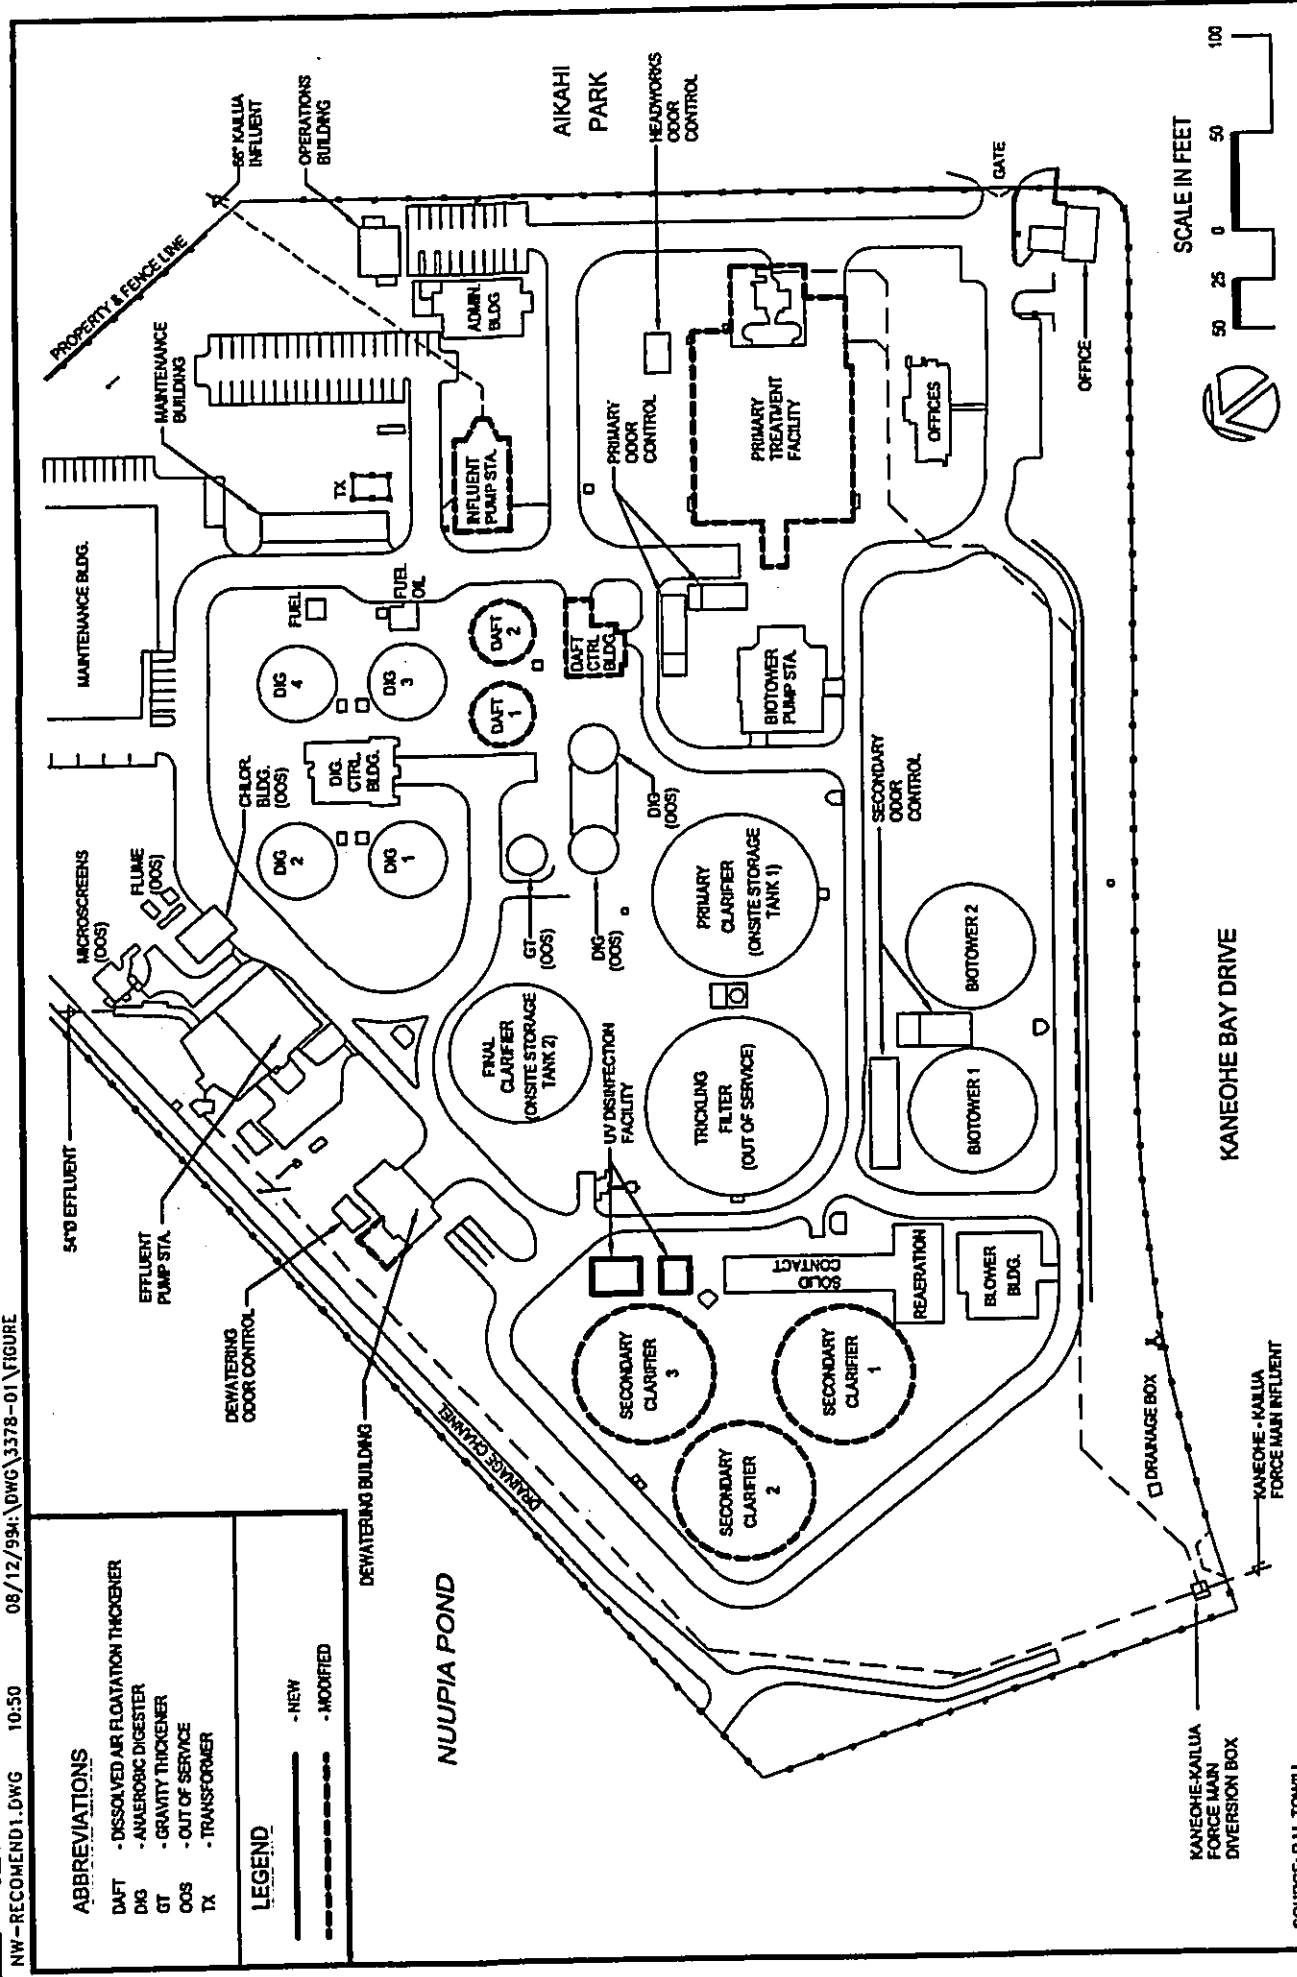 NW-RECOMEND1.DWG 10:50 08/12/99
4:\DWG\3378-01\FIGURE
ABBREVIATIONS
DAFT - DISSOLVED AIR FLOATATION THICKENER
DIG - ANAEROBIC DIGESTER
GT - GRAVITY THICKENER
OOS - OUT OF SERVICE
TX - TRANSFORMER
LEGEND
- NEW
- MODIFIED
NUUPIA POND
DRAINAGE CHANNEL
DEWATERING BUILDING
DEWATERING
ODOR CONTROL
EFFLUENT
PUMP STA.
54"Ø EFFLUENT
MICROSCREENS
(OOS)
FLUME
(OOS)
CHLOR.
BLDG.
(OOS)
MAINTENANCE BLDG.
MAINTENANCE
BUILDING
PROPERTY & FENCE LINE
KAILUA
INFLUENT
OPERATIONS
BUILDING
AIKAHI
PARK
HEADWORKS
ODOR
CONTROL
ADMIN.
BLDG
TX
INFLUENT
PUMP STA.
FUEL
FUEL
OIL
DIG
4
DIG
3
DIG.
CTRL.
BLDG.
DIG
2
DIG
1
DAFT
2
DAFT
1
DAFT
CTRL
BLDG.
PRIMARY
ODOR
CONTROL
PRIMARY
TREATMENT
FACILITY
GT
(OOS)
DIG
(OOS)
DIG
(OOS)
FINAL
CLARIFIER
(ONSITE STORAGE
TANK 2)
PRIMARY
CLARIFIER
(ONSITE STORAGE
TANK 1)
TRICKLING
FILTER
(OUT OF SERVICE)
UV DISINFECTION
FACILITY
BIOTOWER
PUMP STA.
SECONDARY
ODOR
CONTROL
BIOTOWER 2
BIOTOWER 1
SOLID
CONTACT
REAERATION
BLOWER
BLDG.
SECONDARY
CLARIFIER
3
SECONDARY
CLARIFIER
1
SECONDARY
CLARIFIER
2
OFFICES
OFFICE
GATE
KANEOHE BAY DRIVE
DRAINAGE BOX
KANEOHE-KAILUA
FORCE MAIN INFLUENT
KANEOHE-KAILUA
FORCE MAIN
DIVERSION BOX
SCALE IN FEET
50 25 0 50 100